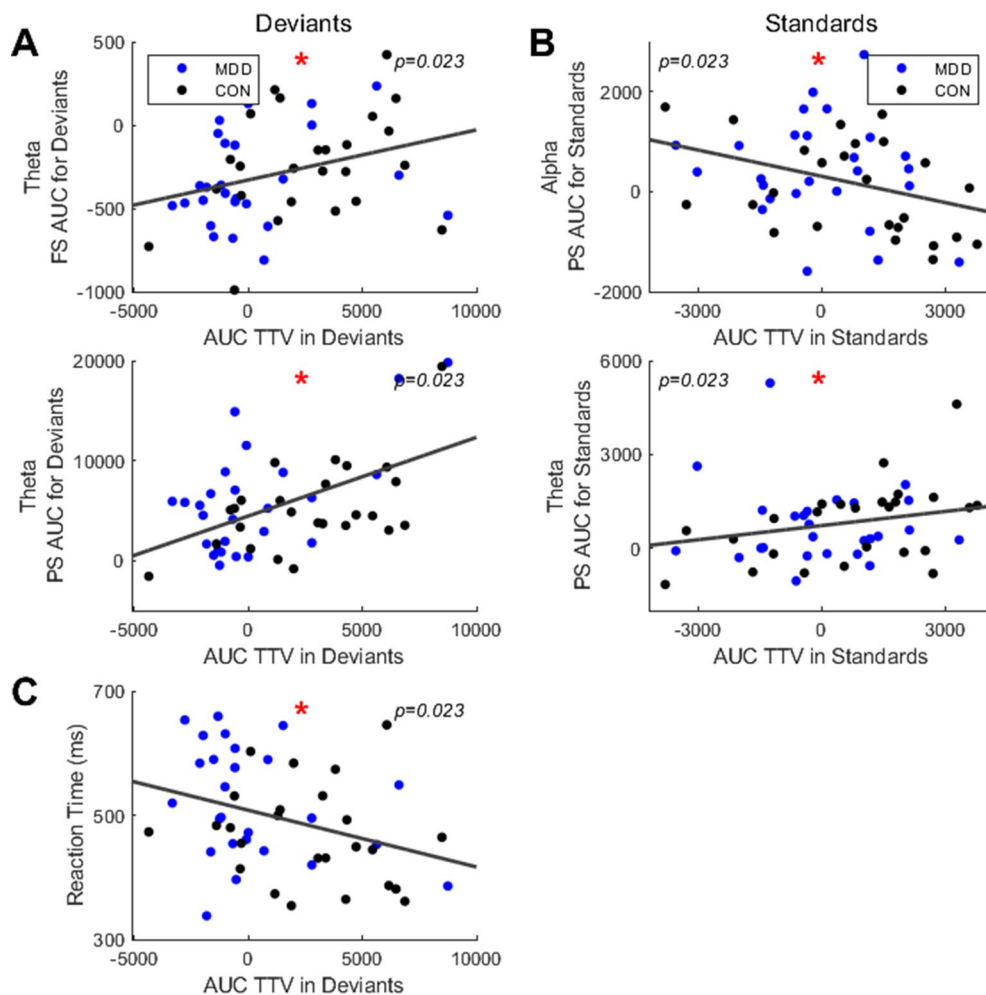 A
Deviants
Theta
FS AUC for Deviants
500
0
-500
-1000
MDD
CON
*
p=0.023
-5000
0
5000
10000
AUC TTV in Deviants
Theta
PS AUC for Deviants
20000
10000
0
*
p=0.023
-5000
0
5000
10000
AUC TTV in Deviants
B
Standards
Alpha
PS AUC for Standards
2000
0
-2000
p=0.023
*
MDD
CON
-3000
0
3000
AUC TTV in Standards
Theta
PS AUC for Standards
6000
3000
0
p=0.023
*
-3000
0
3000
AUC TTV in Standards
C
Reaction Time (ms)
700
500
300
*
p=0.023
-5000
0
5000
10000
AUC TTV in Deviants